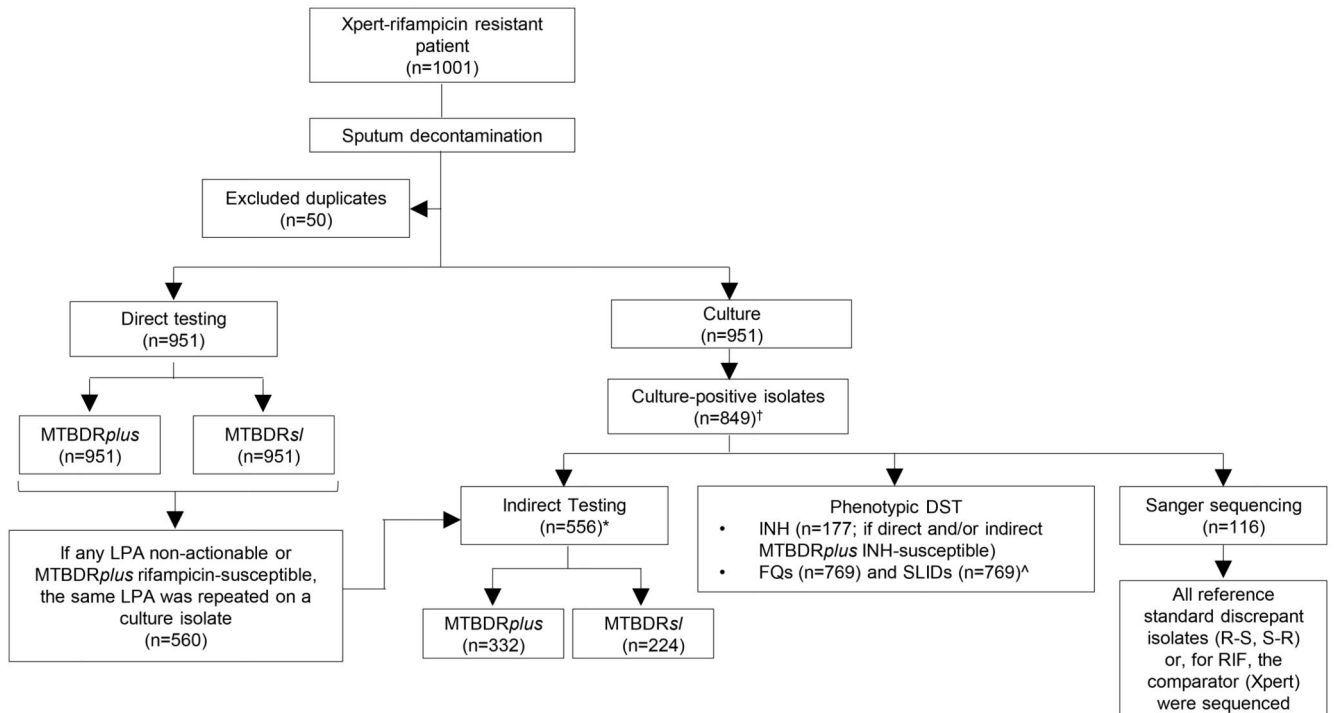 Xpert-rifampicin resistant
patient
(n=1001)
Sputum decontamination
Excluded duplicates
(n=50)
Direct testing
(n=951)
Culture
(n=951)
Culture-positive isolates
(n=849)†
MTBDRplus
(n=951)
MTBDRsl
(n=951)
If any LPA non-actionable or
MTBDRplus rifampicin-susceptible,
the same LPA was repeated on a
culture isolate
(n=560)
Indirect Testing
(n=556)*
MTBDRplus
(n=332)
MTBDRsl
(n=224)
Phenotypic DST
• INH (n=177; if direct and/or indirect
MTBDRplus INH-susceptible)
• FQs (n=769) and SLIDs (n=769)^
Sanger sequencing
(n=116)
All reference
standard discrepant
isolates (R-S, S-R)
or, for RIF, the
comparator (Xpert)
were sequenced